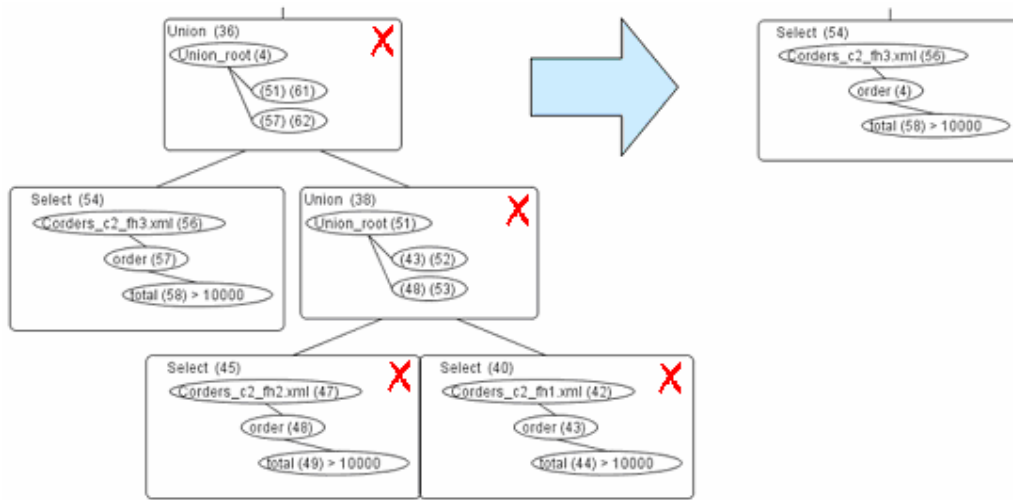 Union (36)
Union_root (4)
(51) (61)
(57) (62)
Select (54)
Corders_c2_fh3.xml (56)
order (4)
total (58) > 10000
Select (54)
Corders_c2_fh3.xml (56)
order (57)
total (58) > 10000
Union (38)
Union_root (51)
(43) (52)
(48) (53)
Select (45)
Corders_c2_fh2.xml (47)
order (48)
total (49) > 10000
Select (40)
Corders_c2_fh1.xml (42)
order (43)
total (44) > 10000